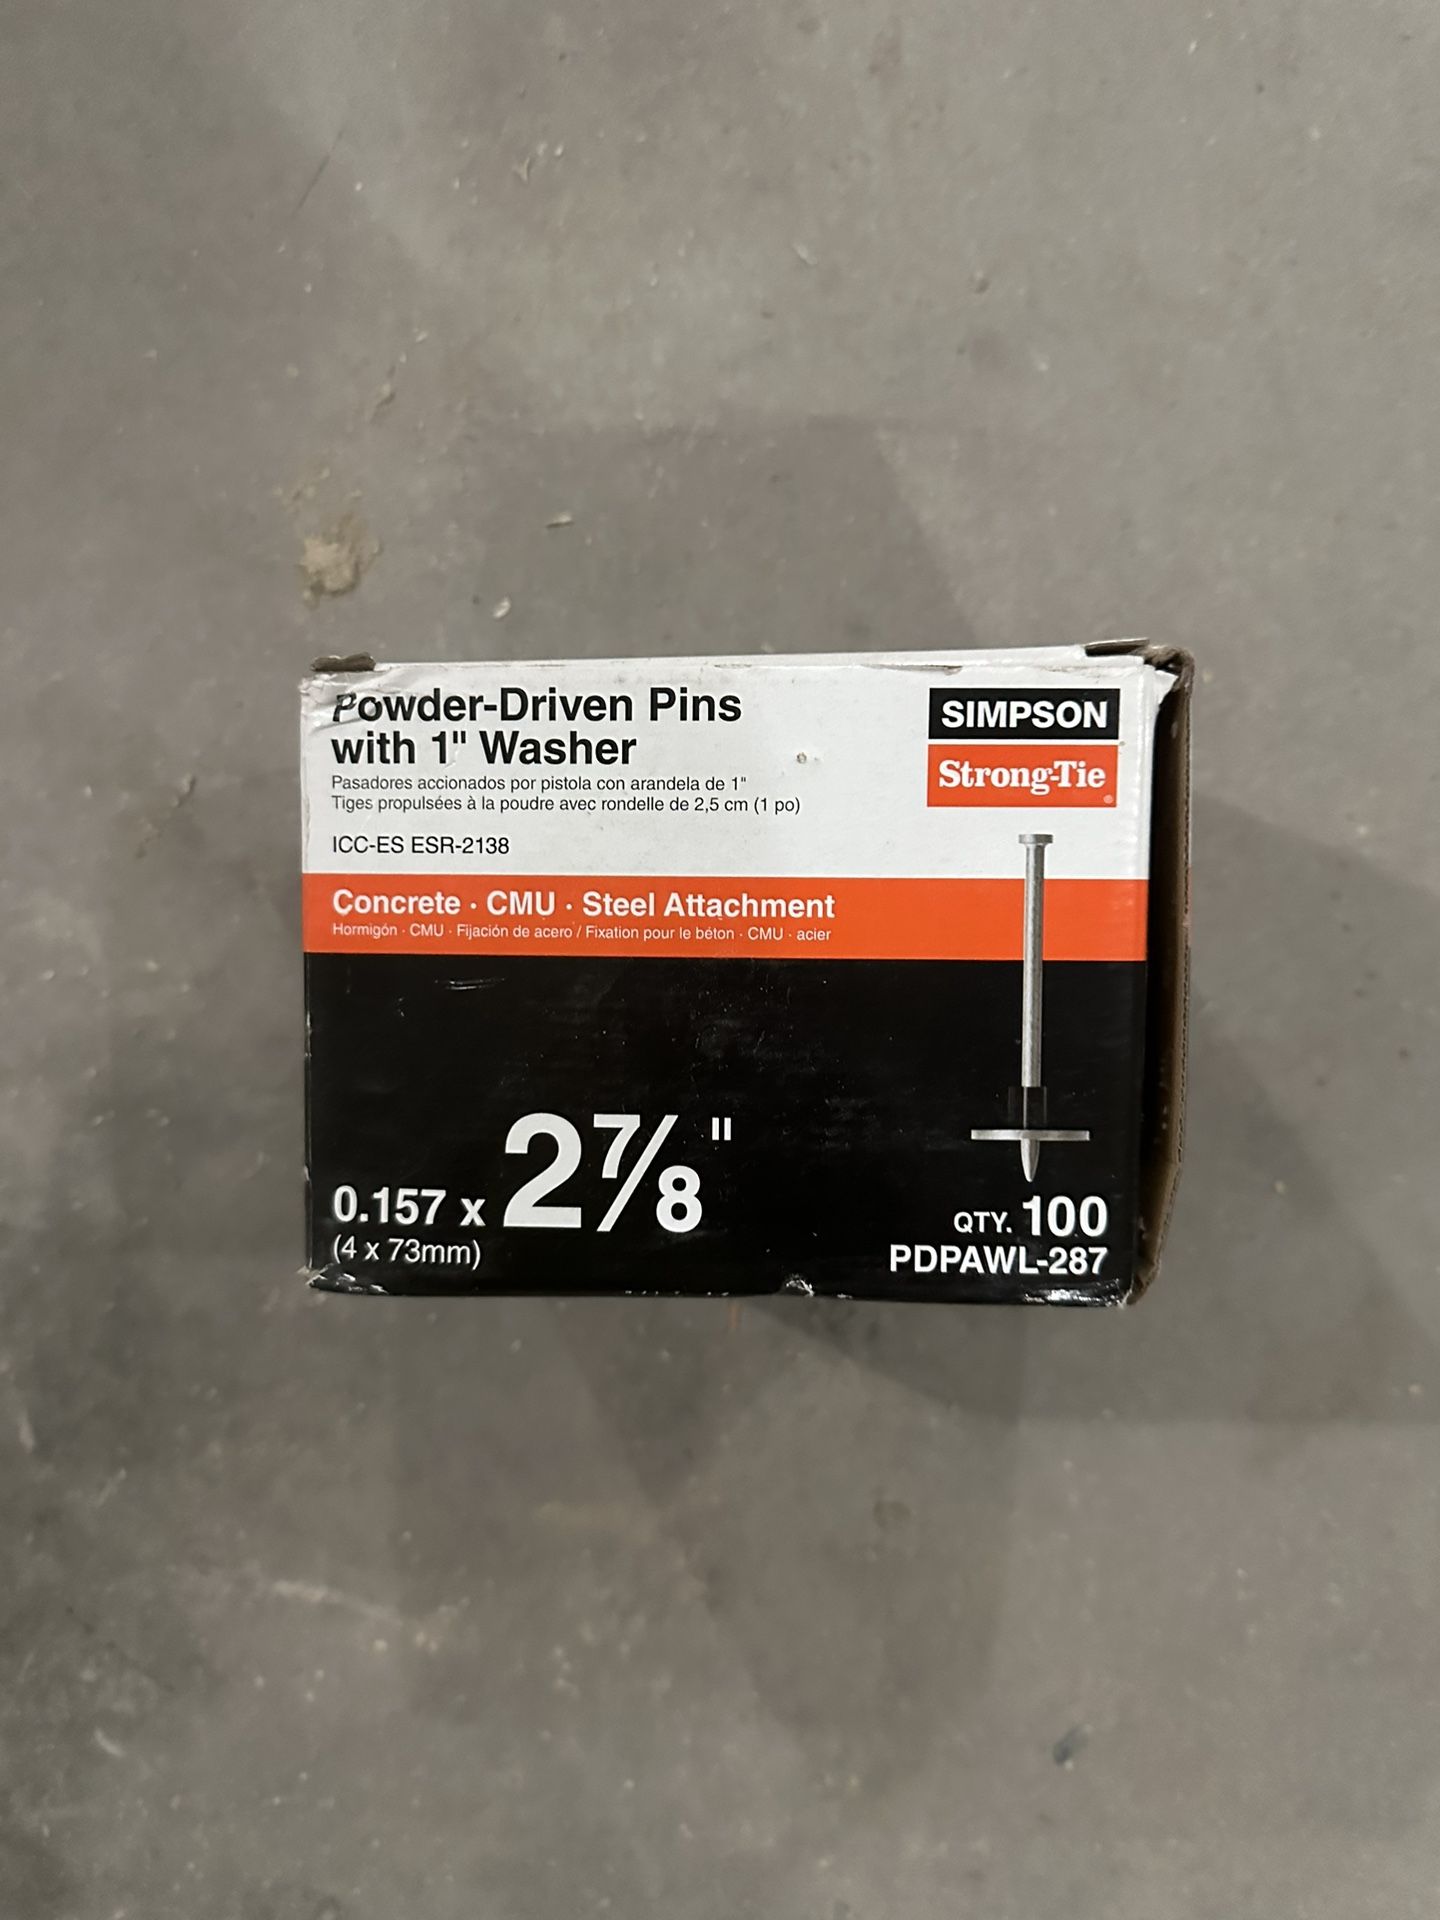 Powder-Driven Pins
with 1" Washer
Pasadores accionados por pistola con arandela de 1"
Tiges propulsées à la poudre avec rondelle de 2,5 cm (1 po)
ICC-ES ESR-2138
SIMPSON
Strong-Tie
®
Concrete · CMU · Steel Attachment
Hormigón · CMU · Fijación de acero / Fixation pour le béton · CMU · acier
0.157 x 2⅞"
(4 x 73mm)
QTY. 100
PDPAWL-287